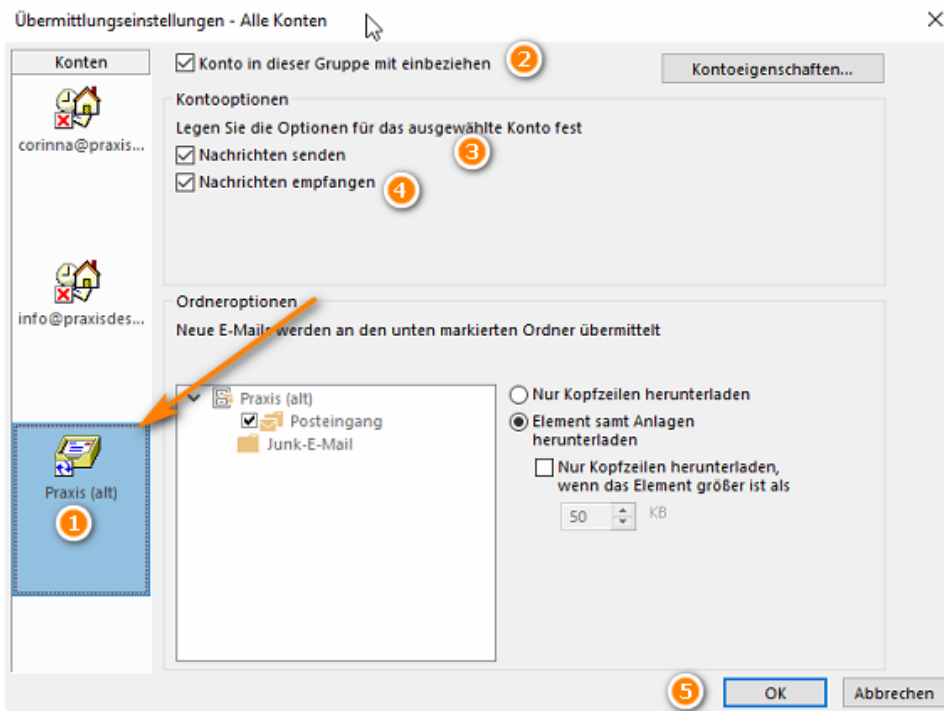 Übermittlungseinstellungen - Alle Konten
Konten
corinna@praxis...
info@praxisdes...
Praxis (alt)
1
Konto in dieser Gruppe mit einbeziehen
2
Kontoeigenschaften...
Kontooptionen
Legen Sie die Optionen für das ausgewählte Konto fest
3
Nachrichten senden
Nachrichten empfangen
4
Ordneroptionen
Neue E-Mails werden an den unten markierten Ordner übermittelt
Praxis (alt)
Posteingang
Junk-E-Mail
Nur Kopfzeilen herunterladen
Element samt Anlagen
herunterladen
Nur Kopfzeilen herunterladen,
wenn das Element größer ist als
50 KB
5
OK
Abbrechen